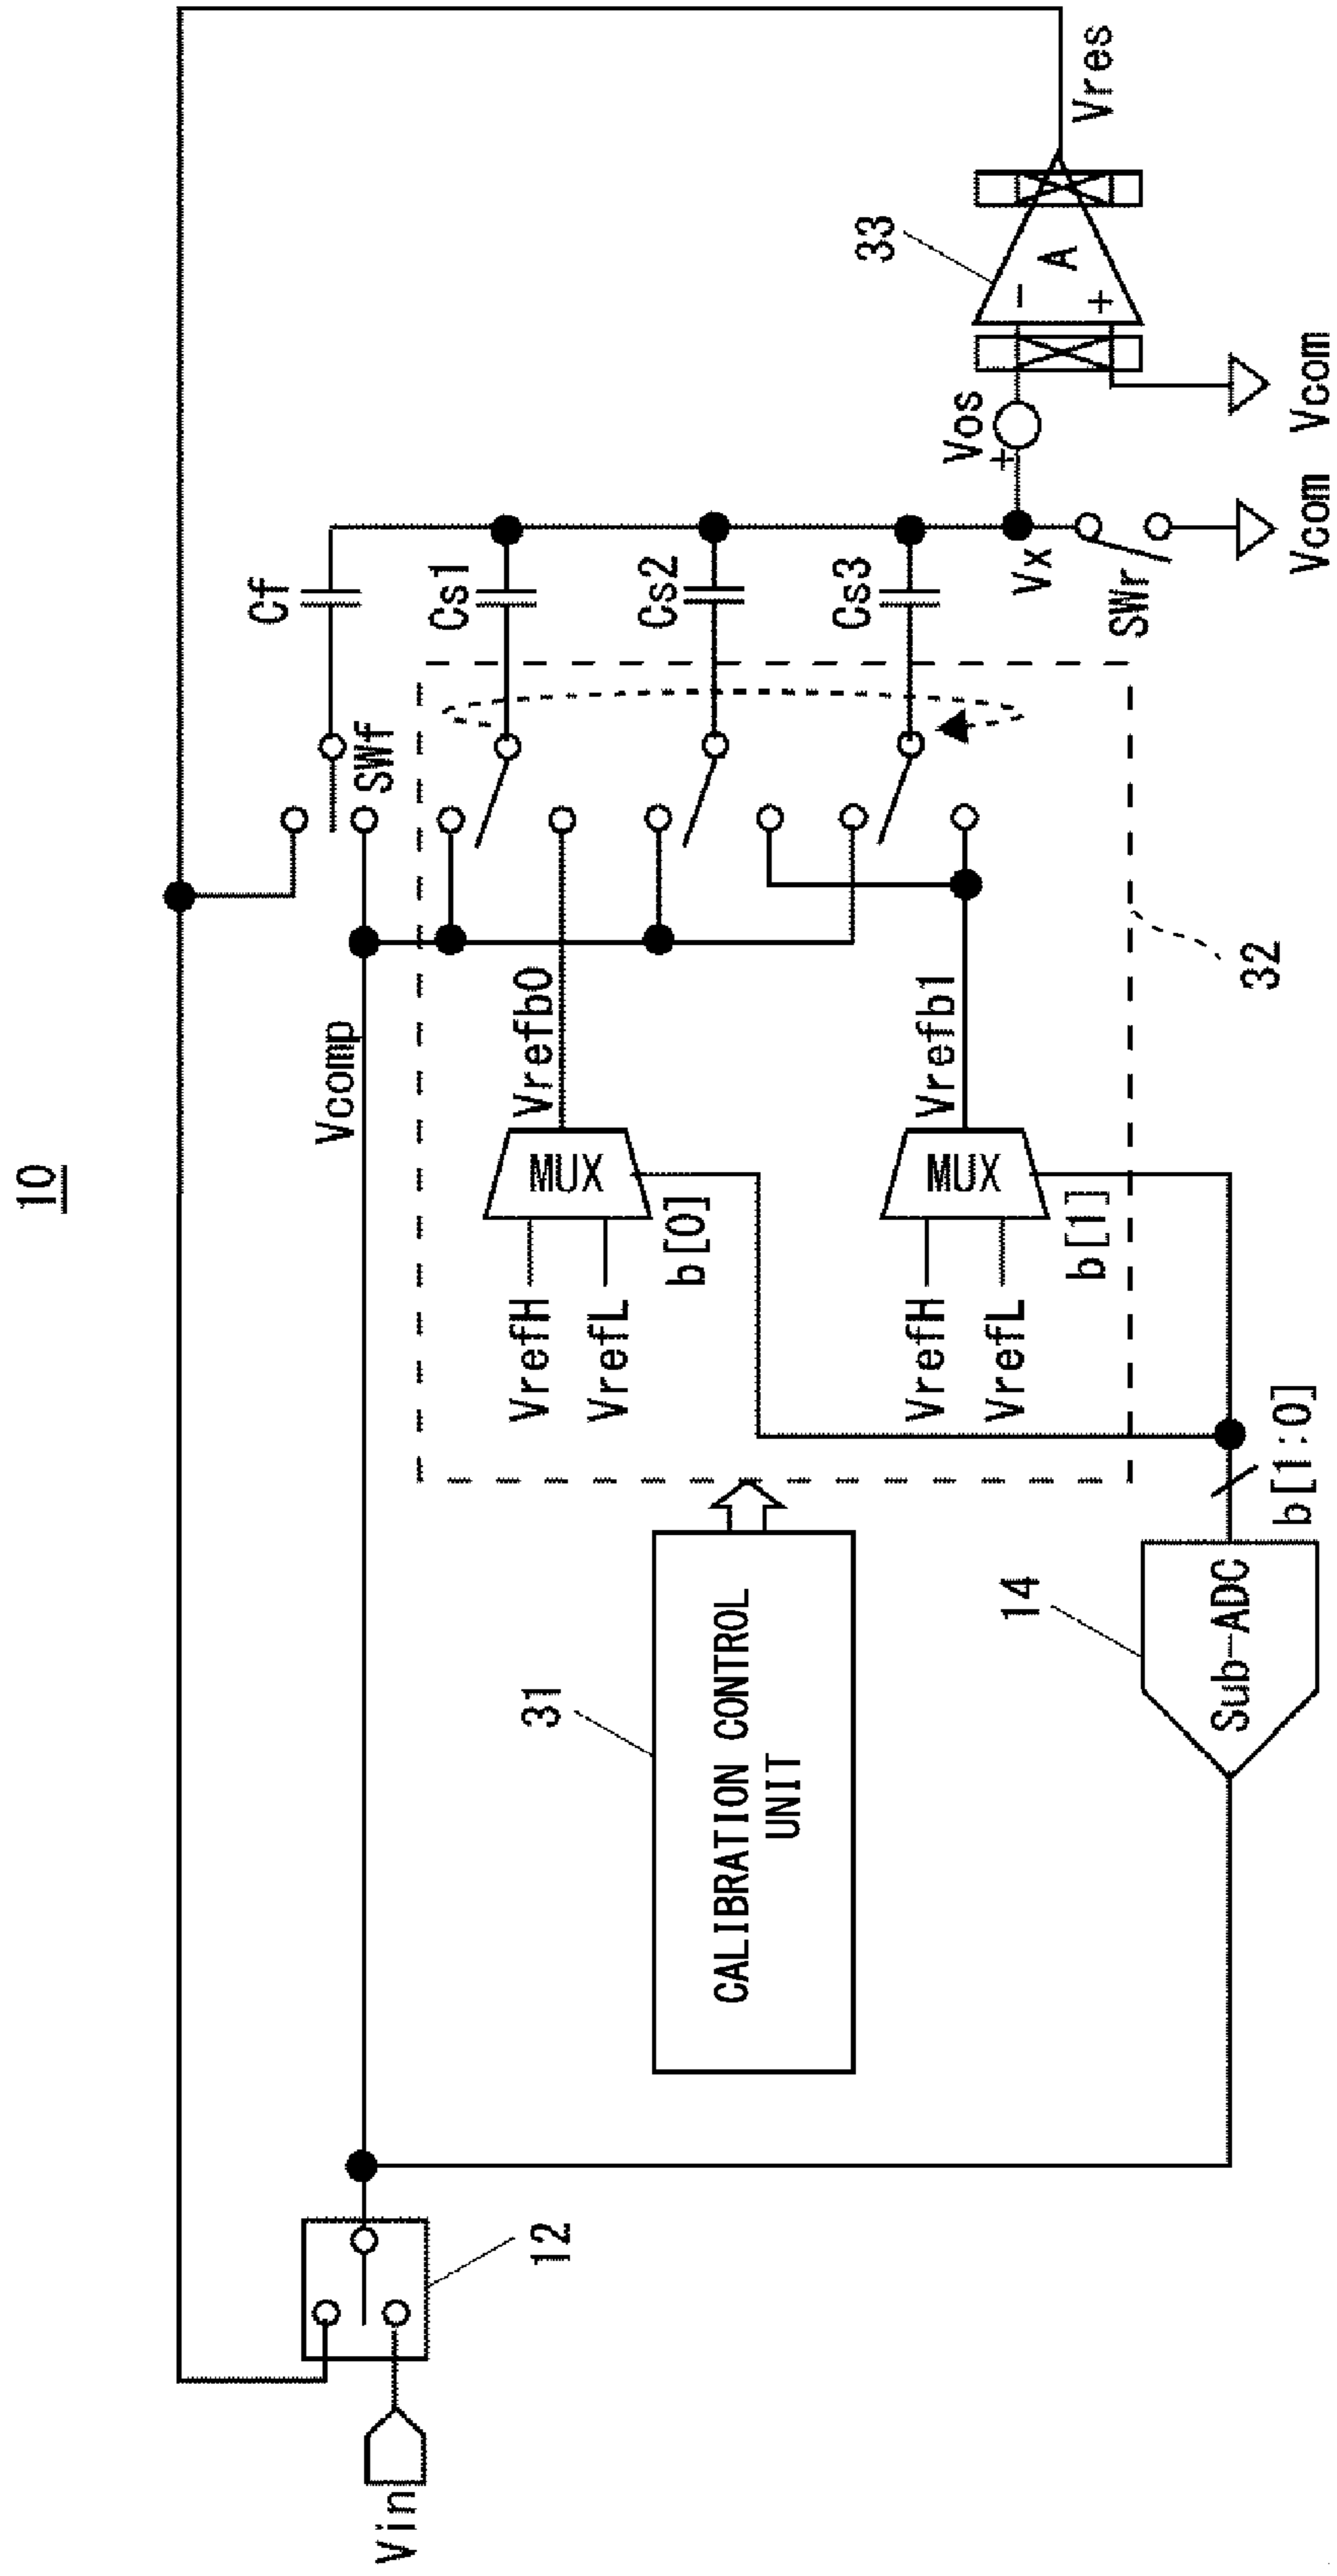 10
Vin
12
Vcomp
SWf
Cf
Cs1
Cs2
Cs3
Vrefb0
MUX
VrefH
VrefL
b[0]
Vrefb1
MUX
VrefH
VrefL
b[1]
32
31
CALIBRATION CONTROL
UNIT
14
Sub-ADC
b[1:0]
Vx
SWr
Vcom
Vos
+
33
−
A
+
Vcom
Vres